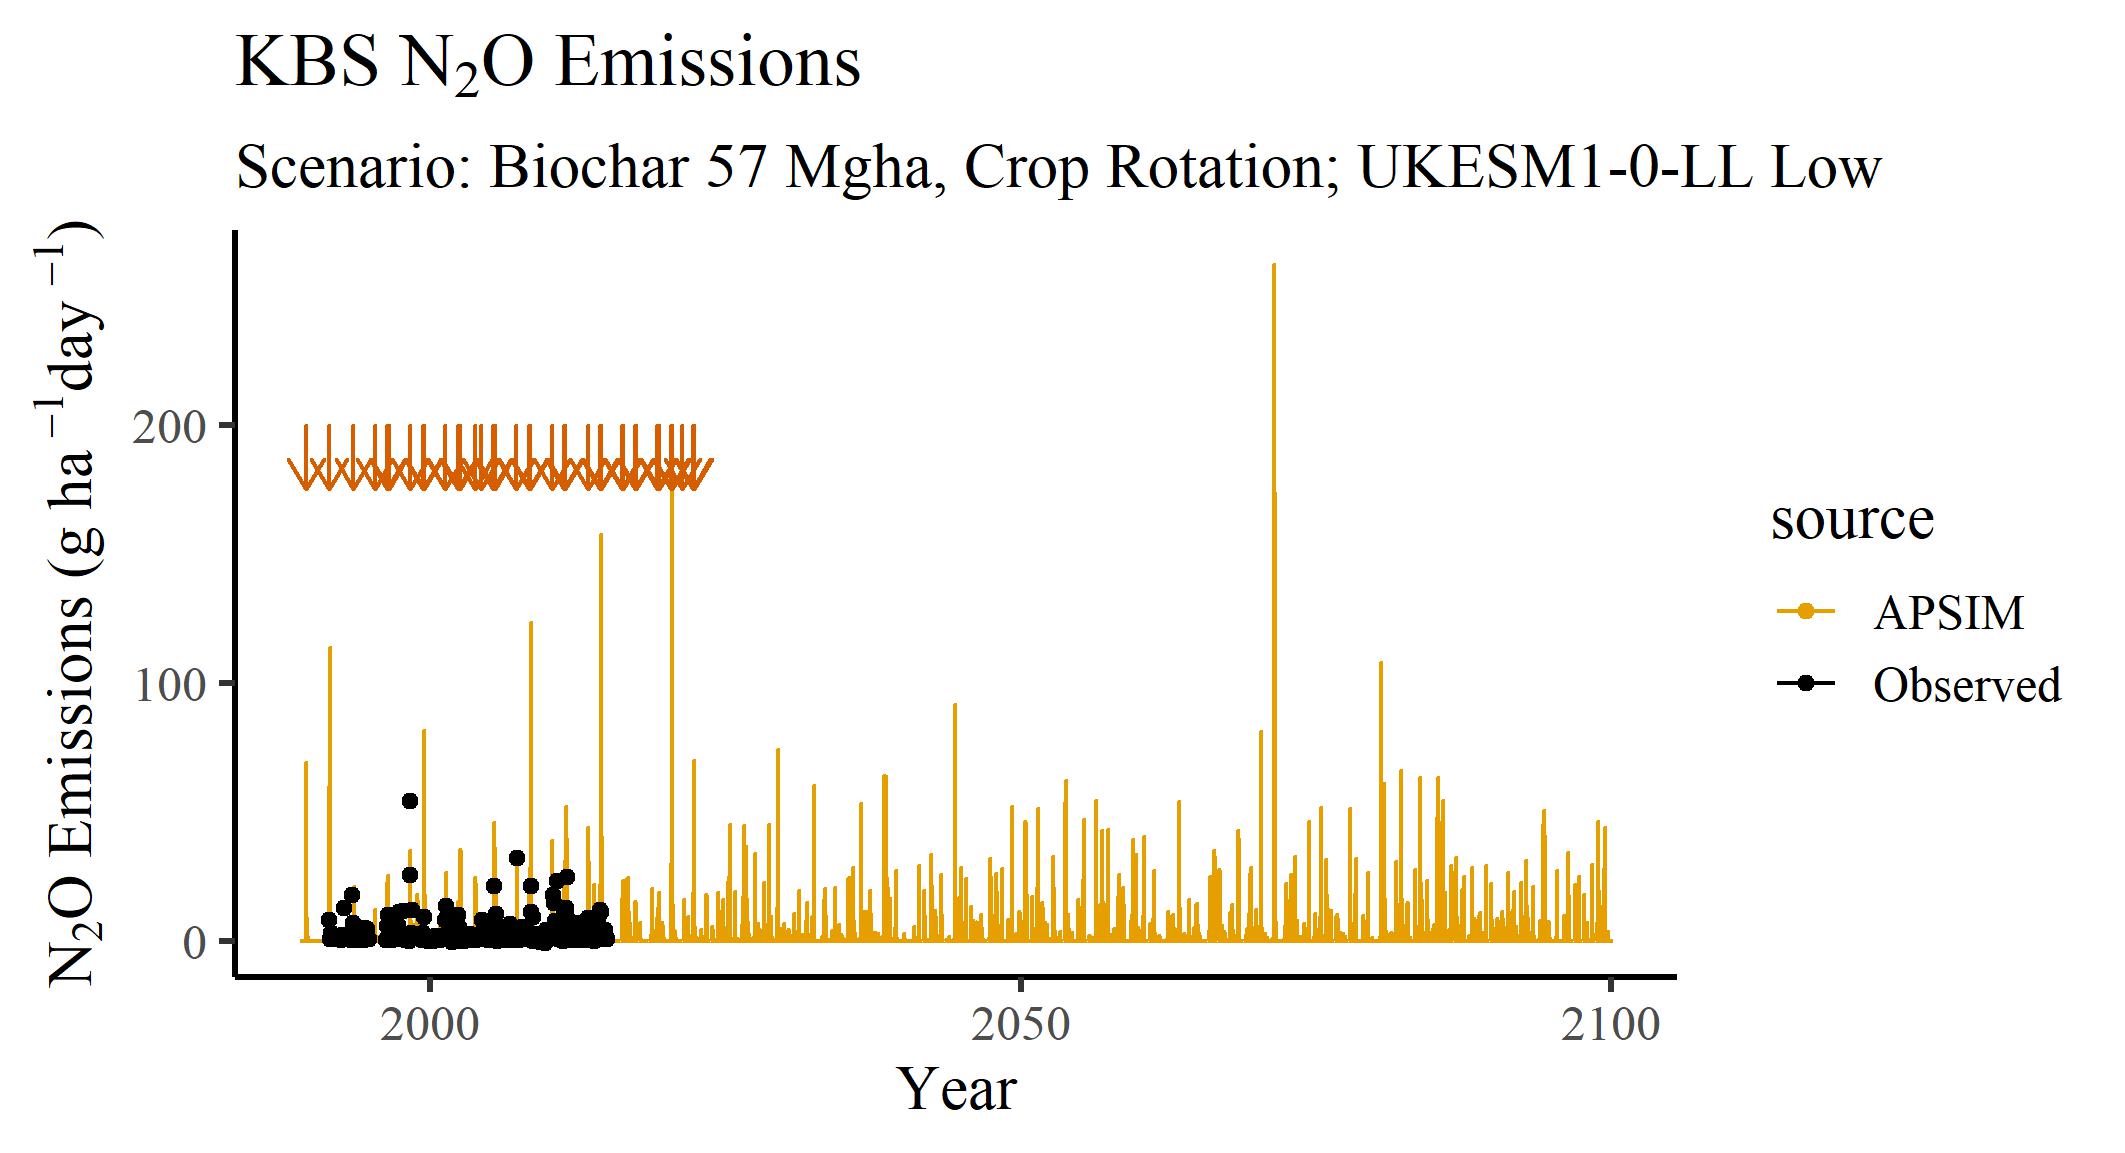 KBS N₂O Emissions
Scenario: Biochar 57 Mgha, Crop Rotation; UKESM1-0-LL Low
N₂O Emissions (g ha ⁻¹day ⁻¹)
200
100
0
2000 2050 2100
Year
source
APSIM
Observed